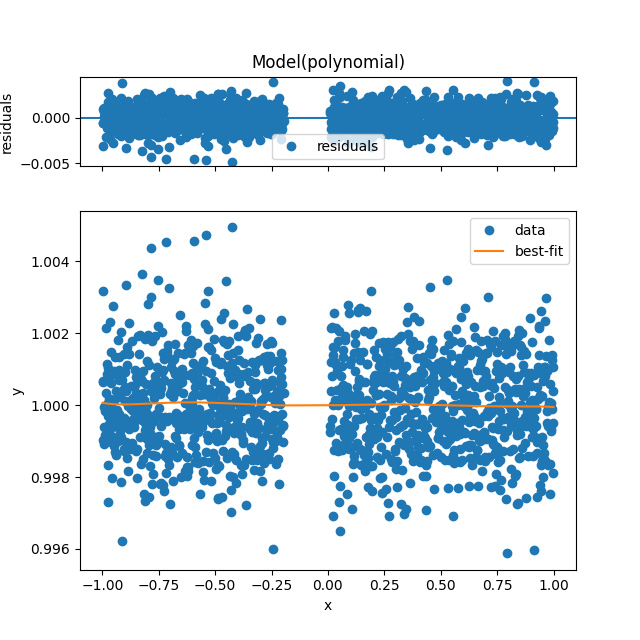 Model(polynomial)
residuals
0.000
−0.005
residuals
y
1.004
1.002
1.000
0.998
0.996
data
best-fit
−1.00 −0.75 −0.50 −0.25 0.00 0.25 0.50 0.75 1.00
x